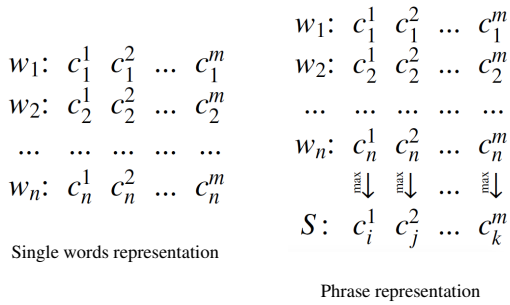 w₁: c₁¹ c₁² ... c₁ᵐ
w₂: c₂¹ c₂² ... c₂ᵐ
... ... ... ... ...
wₙ: cₙ¹ cₙ² ... cₙᵐ
Single words representation
w₁: c₁¹ c₁² ... c₁ᵐ
w₂: c₂¹ c₂² ... c₂ᵐ
... ... ... ... ...
wₙ: cₙ¹ cₙ² ... cₙᵐ
max↓ max↓ ... max↓
S: cᵢ¹ cⱼ² ... cₖᵐ
Phrase representation